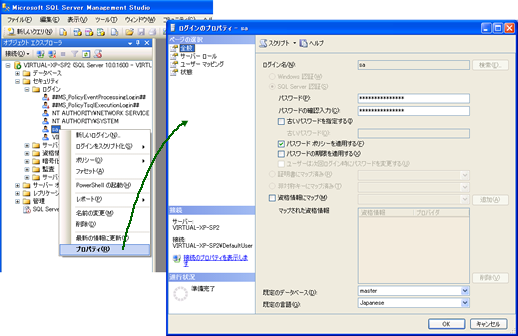 Microsoft SQL Server Management Studio
ファイル(F) 編集(E) 表示(V) ツール(T) ウィンドウ(W)
新しいクエリ(N)
オブジェクト エクスプローラ
接続(O)
VIRTUAL-XP-SP2 (SQL Server 10.0.1600 - VIRT
データベース
セキュリティ
ログイン
##MS_PolicyEventProcessingLogin##
##MS_PolicyTsqlExecutionLogin##
NT AUTHORITY¥NETWORK SERVICE
NT AUTHORITY¥SYSTEM
sa
VI
サーバ
資格情
暗号化
監査
サーバ
サーバー オ
レプリケーシ
管理
SQL Server
新しいログイン(N)...
ログインをスクリプト化(S)
ポリシー(O)
ファセット(A)
PowerShell の起動(H)
レポート(P)
名前の変更(M)
削除(D)
最新の情報に更新(F)
プロパティ(R)
ログインのプロパティ - sa
ページの選択
全般
サーバー ロール
ユーザー マッピング
状態
接続
サーバー:
VIRTUAL-XP-SP2
接続:
VIRTUAL-XP-SP2¥DefaultUser
接続のプロパティを表示します
進行状況
準備完了
スクリプト ヘルプ
ログイン名(N): sa 検索(E)...
Windows 認証(W)
SQL Server 認証(S)
パスワード(P): ***************
パスワードの確認入力(C): ***************
古いパスワードを指定する(I)
古いパスワード(O):
パスワード ポリシーを適用する(F)
パスワードの期限を適用する(X)
ユーザーは次回ログイン時にパスワードを変更する(U)
証明書にマップ済み(R)
非対称キーにマップ済み(T)
資格情報にマップ(M) 追加(A)
マップされた資格情報 資格情報 プロバイダ
削除(V)
既定のデータベース(D): master
既定の言語(G): Japanese
OK キャンセル